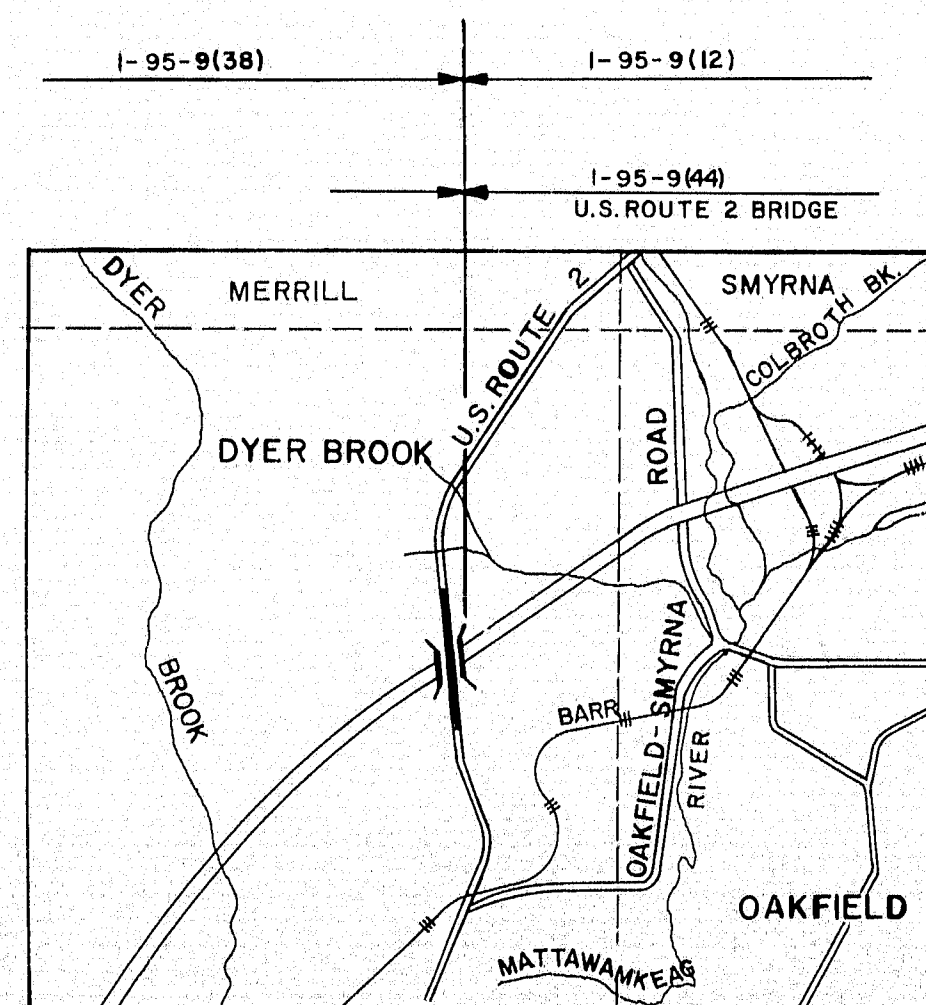 I-95-9(38)
I-95-9(12)
I-95-9(44)
U.S. ROUTE 2 BRIDGE
DYER
MERRILL
2
SMYRNA
COLBROTH BK.
U.S. ROUTE
ROAD
DYER BROOK
BROOK
BARR
OAKFIELD-SMYRNA
RIVER
OAKFIELD
MATTAWAMKEAG